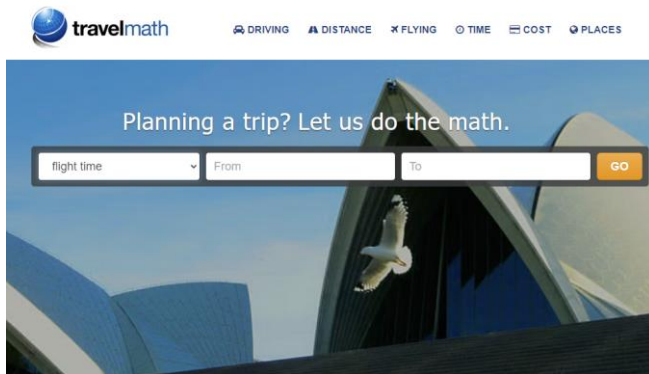 travelmath
DRIVING DISTANCE FLYING TIME COST PLACES
Planning a trip? Let us do the math.
flight time From To GO